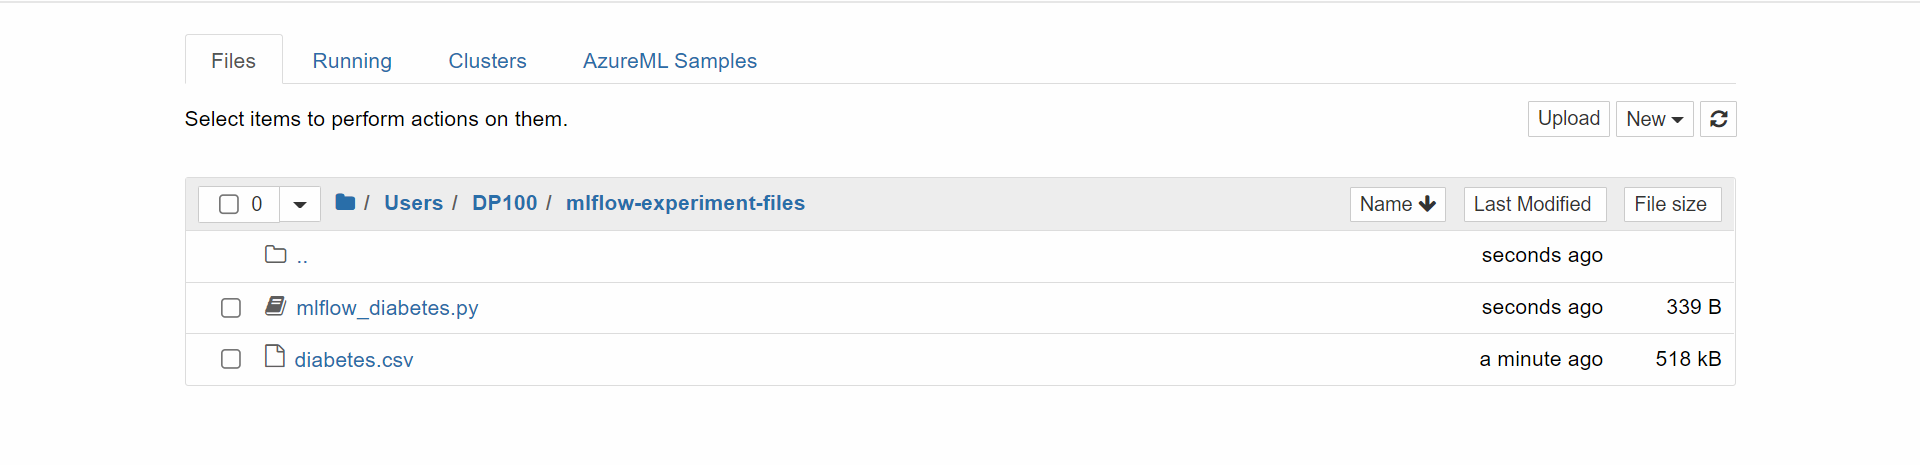 Files Running Clusters AzureML Samples
Select items to perform actions on them. Upload New
0 / Users / DP100 / mlflow-experiment-files Name Last Modified File size
.. seconds ago
mlflow_diabetes.py seconds ago 339 B
diabetes.csv a minute ago 518 kB